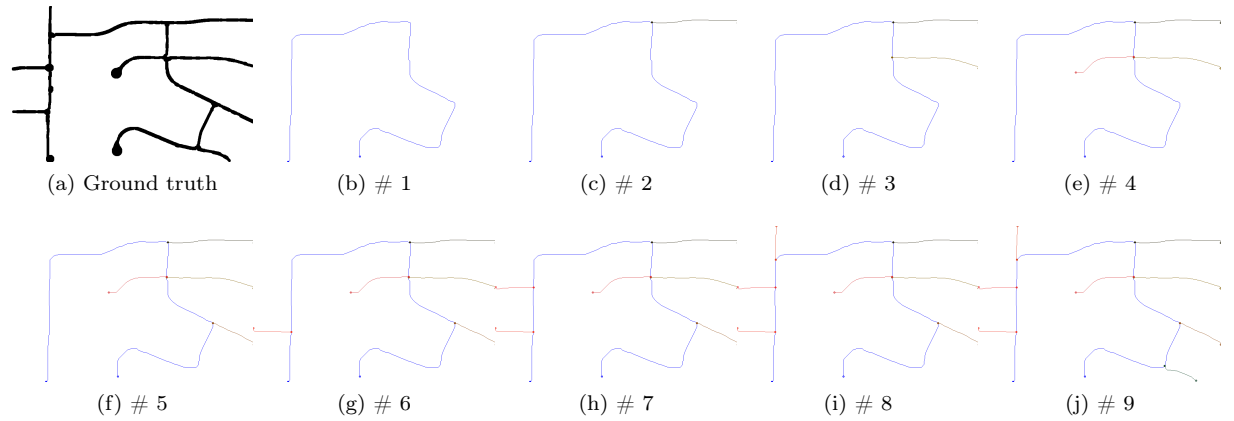 (a) Ground truth
(b) # 1
(c) # 2
(d) # 3
(e) # 4
(f) # 5
(g) # 6
(h) # 7
(i) # 8
(j) # 9